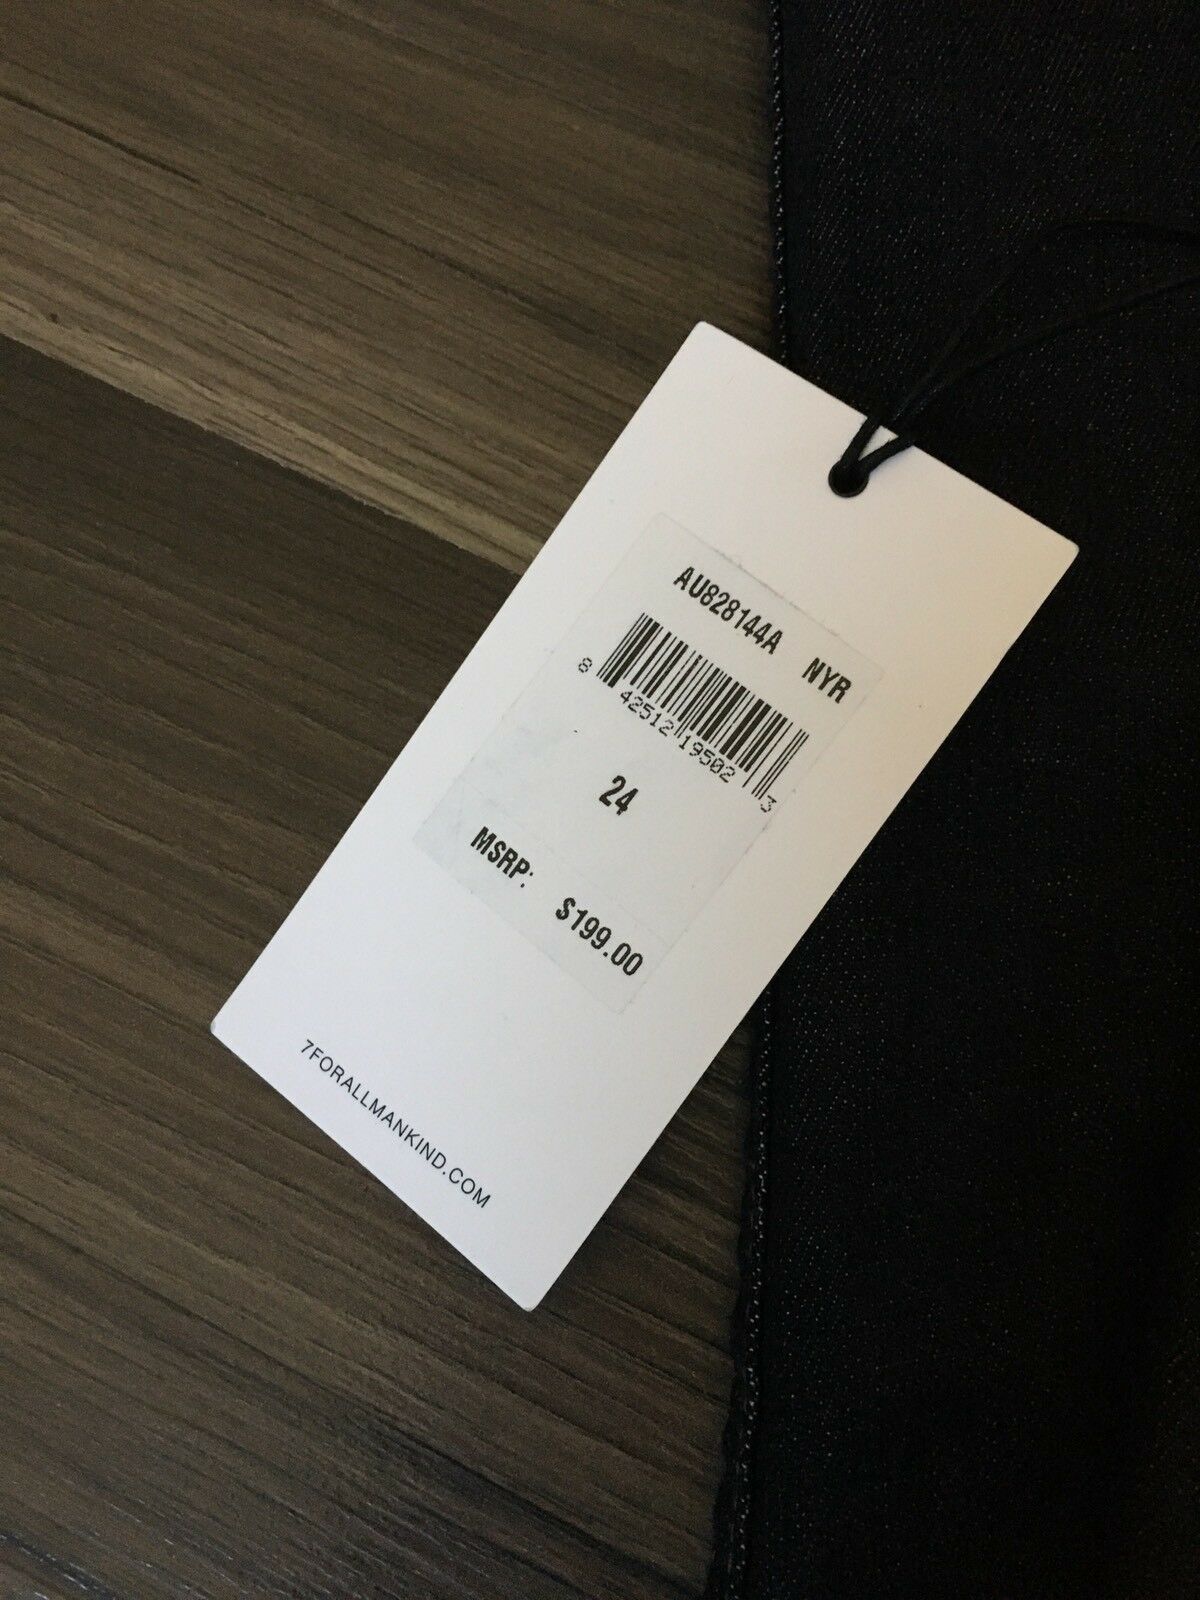 AU828144A NYR
8 42512 19502 3
24
MSRP: $199.00
7FORALLMANKIND.COM